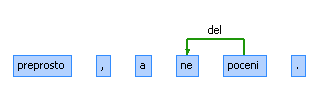 del
preprosto , a ne poceni .